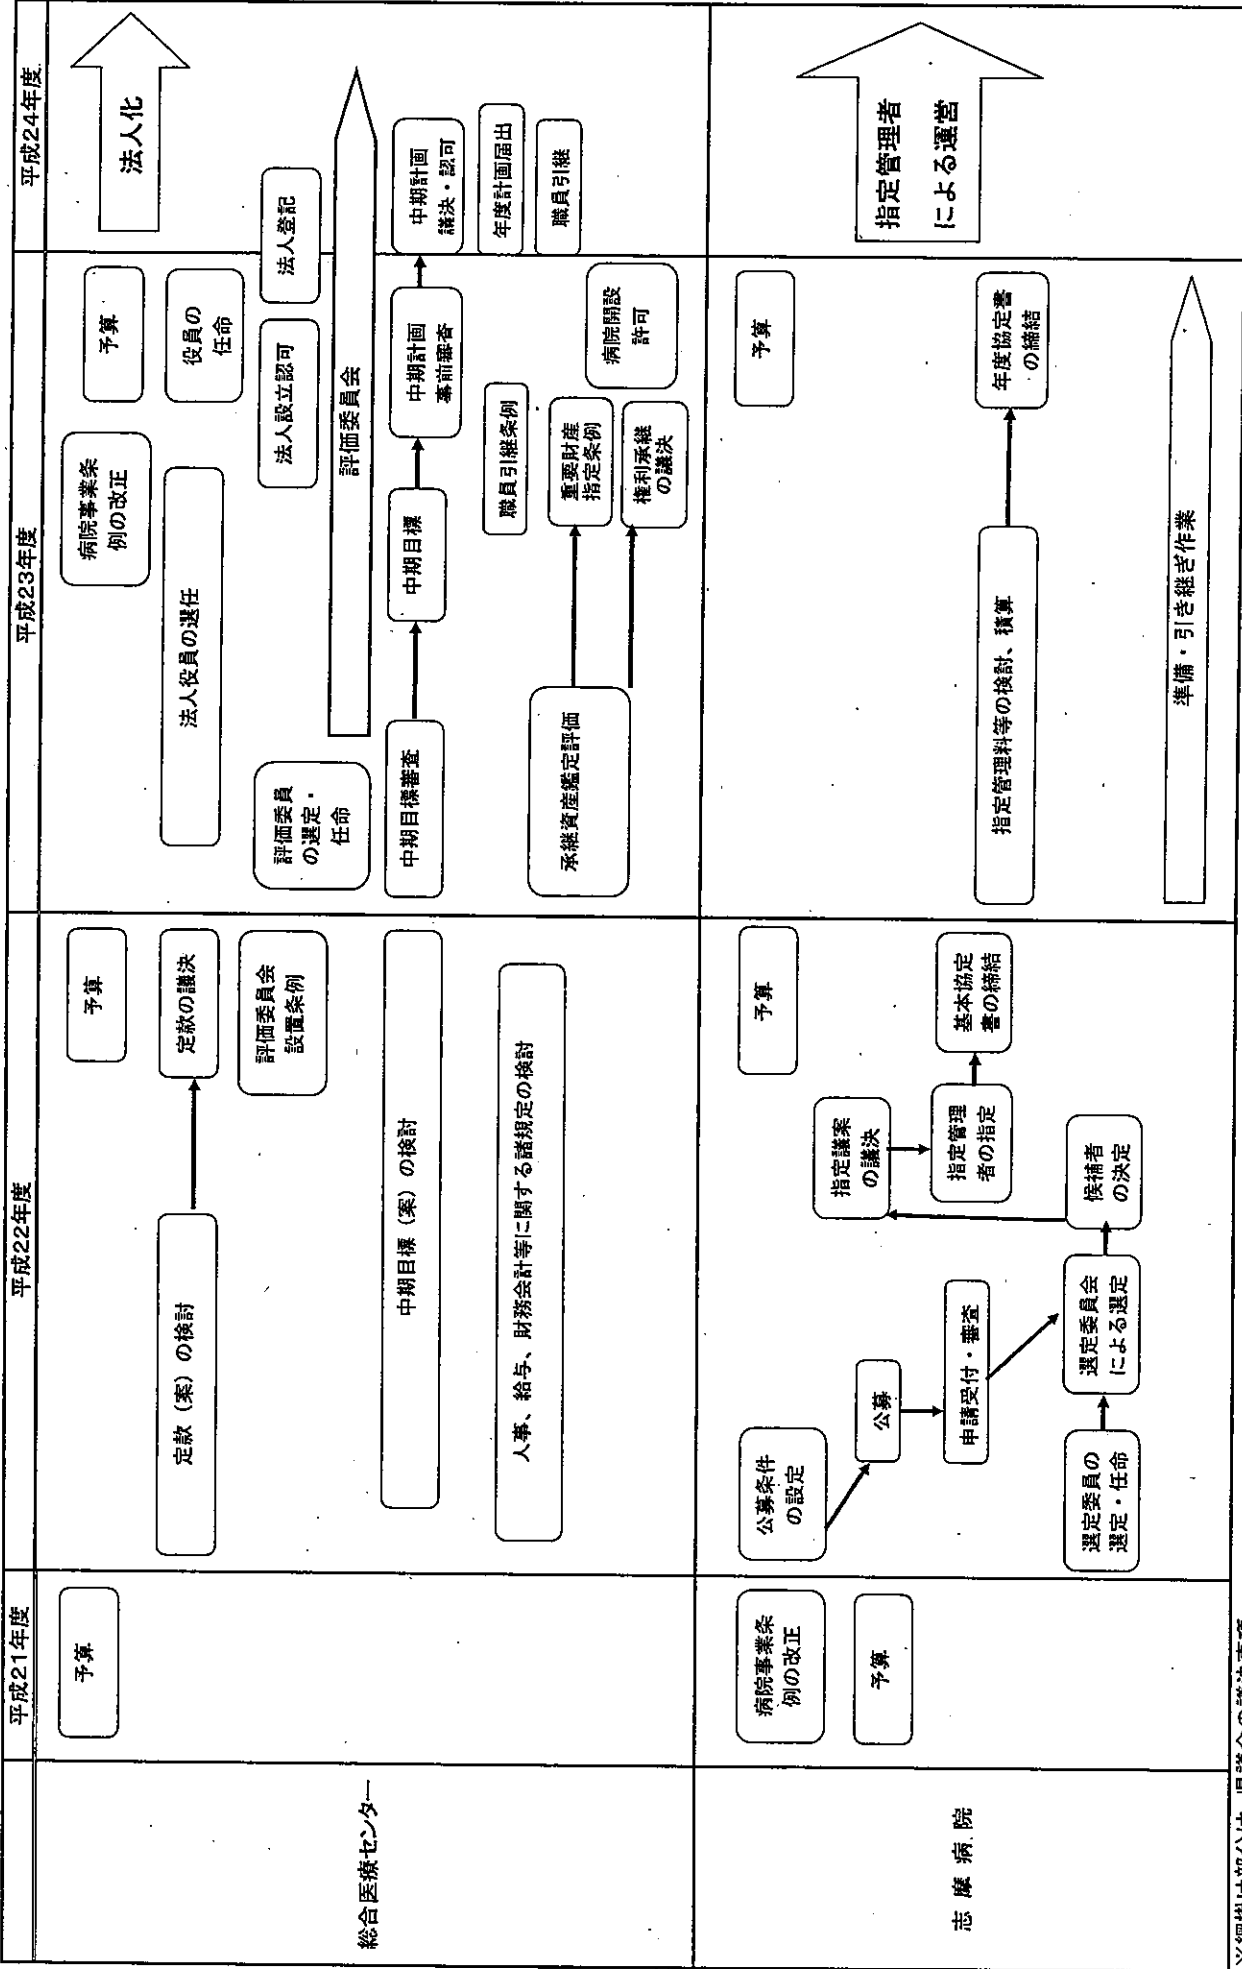 平成21年度
平成22年度
平成23年度
平成24年度
総合医療センター
予算
予算
定款（案）の検討
定款の議決
評価委員会
設置条例
中期目標（案）の検討
人事、給与、財務会計等に関する諸規定の検討
予算
病院事業条
例の改正
法人役員の選任
役員の
任命
評価委員
の選定・
任命
法人設立認可
法人登記
評価委員会
中期目標審査
中期目標
中期計画
事前審査
中期計画
議決・認可
年度計画届出
職員引継
職員引継条例
承継資産鑑定評価
重要財産
指定条例
権利承継
の議決
病院開設
許可
法人化
志摩病院
病院事業条
例の改正
予算
予算
公募条件
の設定
公募
申請受付・審査
選定委員の
選定・任命
選定委員会
による選定
候補者
の決定
指定議案
の議決
指定管理
者の指定
基本協定
書の締結
予算
指定管理料等の検討、積算
年度協定書
の締結
準備・引き継ぎ作業
指定管理者
による運営
※網掛け部分は、県議会の議決事項